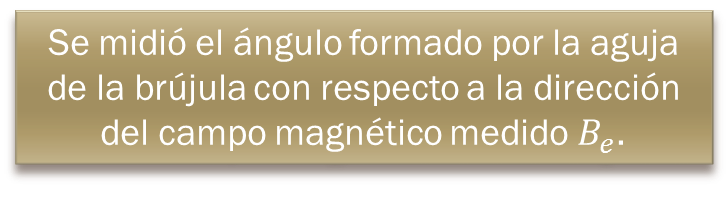 Se midió el ángulo formado por la aguja
de la brújula con respecto a la dirección
del campo magnético medido $B_e$.